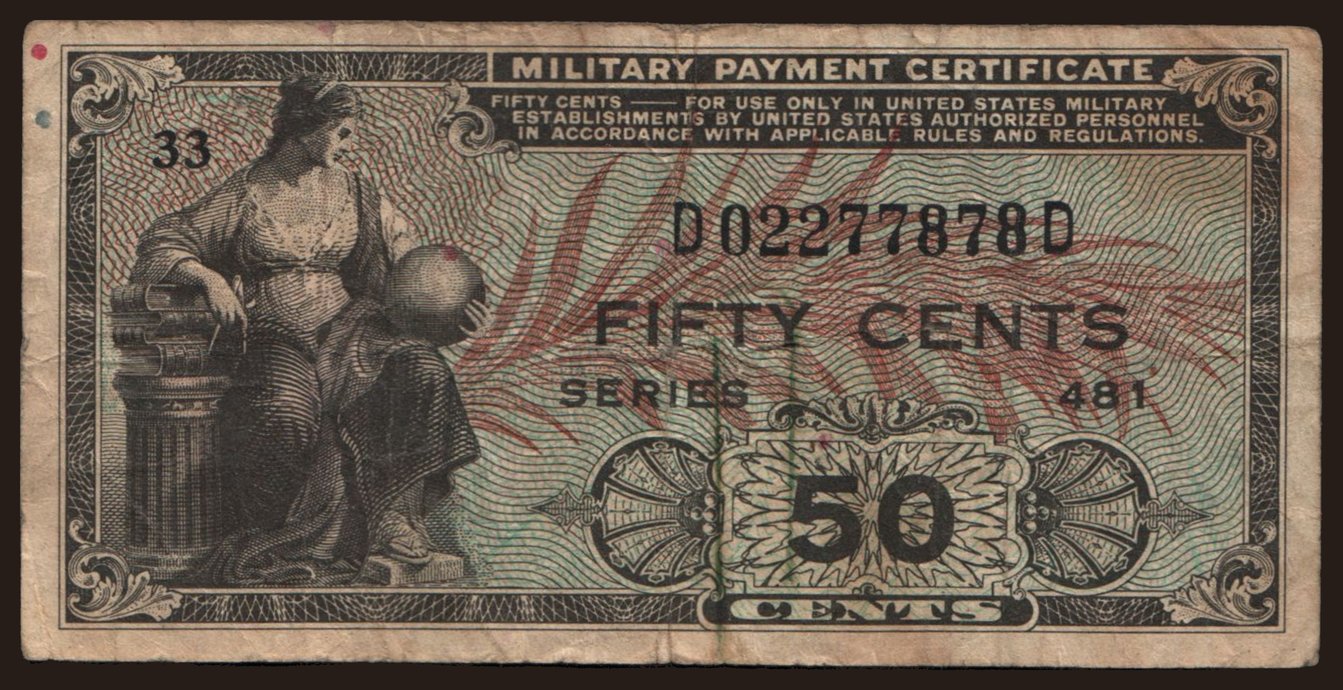 MILITARY PAYMENT CERTIFICATE
FIFTY CENTS — FOR USE ONLY IN UNITED STATES MILITARY
ESTABLISHMENTS BY UNITED STATES AUTHORIZED PERSONNEL
IN ACCORDANCE WITH APPLICABLE RULES AND REGULATIONS.
33
D02277878D
FIFTY CENTS
SERIES 481
50
CENTS